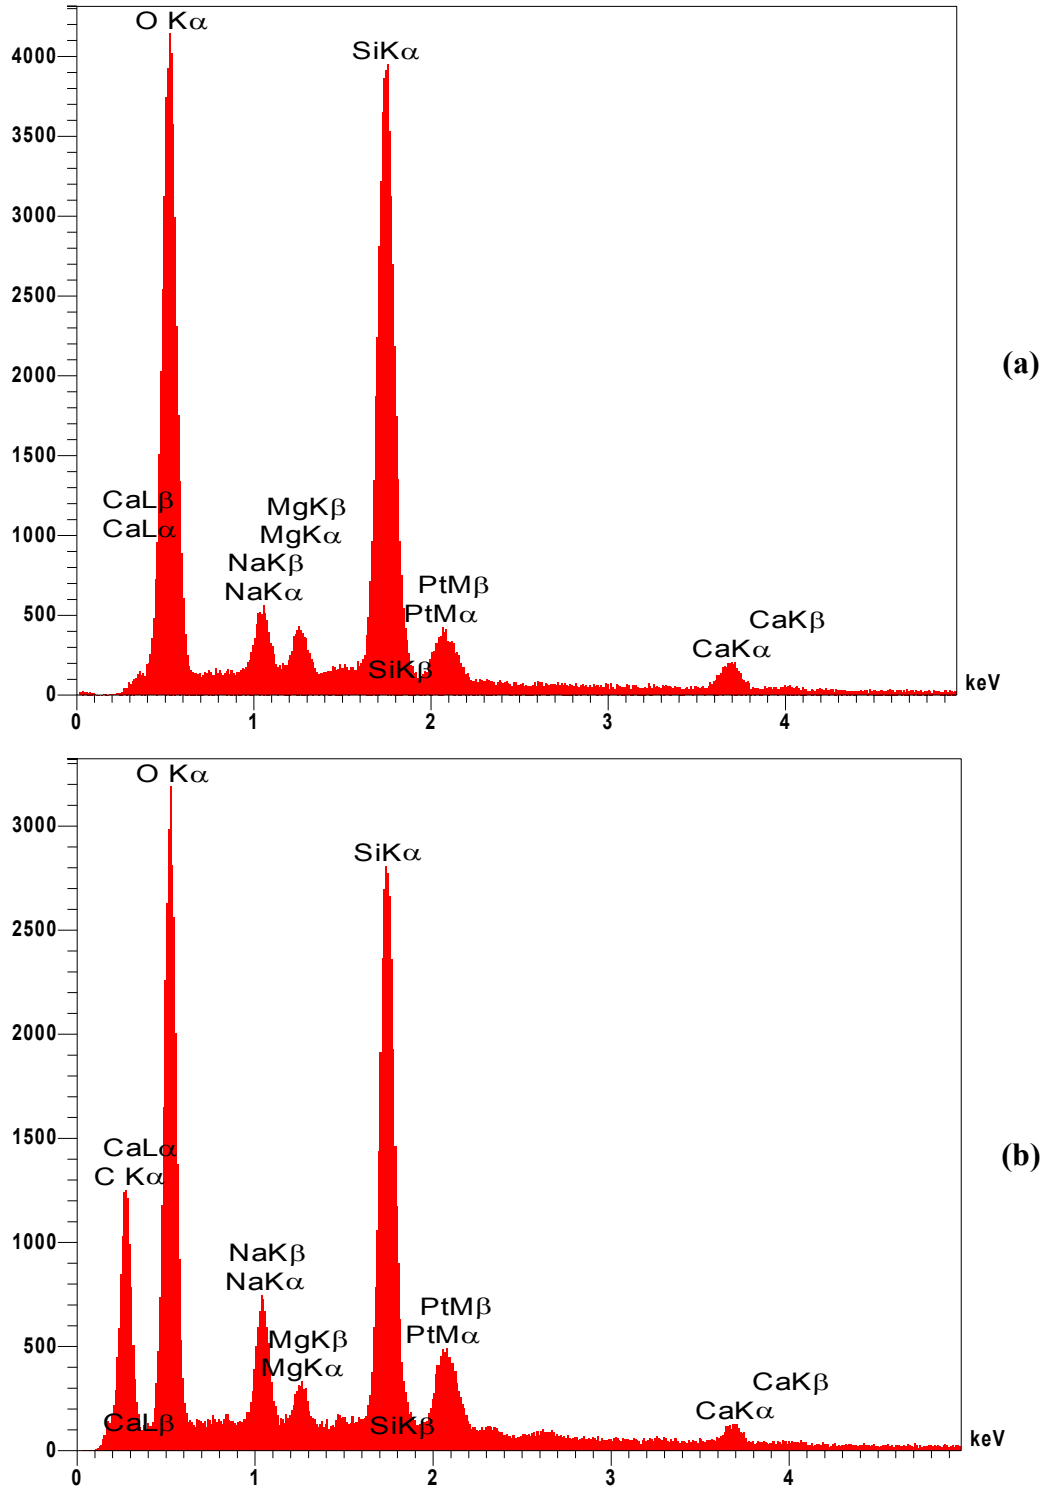 O Kα
SiKα
4000
3500
3000
2500
2000
1500
1000
500
0
CaLβ
CaLα
MgKβ
MgKα
NaKβ
NaKα
PtMβ
PtMα
SiKβ
CaKβ
CaKα
keV
0 1 2 3 4
(a)
O Kα
SiKα
3000
2500
2000
1500
1000
500
0
CaLα
C Kα
NaKβ
NaKα
MgKβ
MgKα
PtMβ
PtMα
CaLβ
SiKβ
CaKβ
CaKα
keV
0 1 2 3 4
(b)